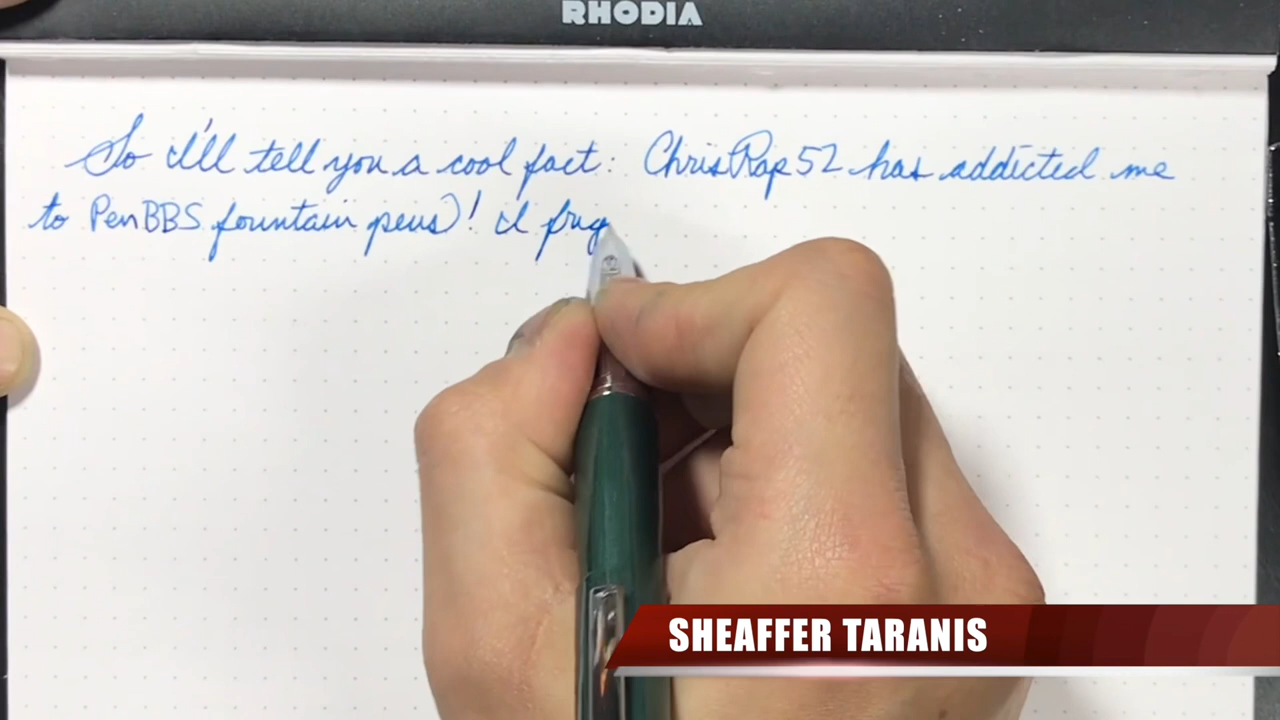 RHODIA
So I'll tell you a cool fact: ChrisRap52 has addicted me
to PenBBS fountain pens! I
SHEAFFER TARANIS